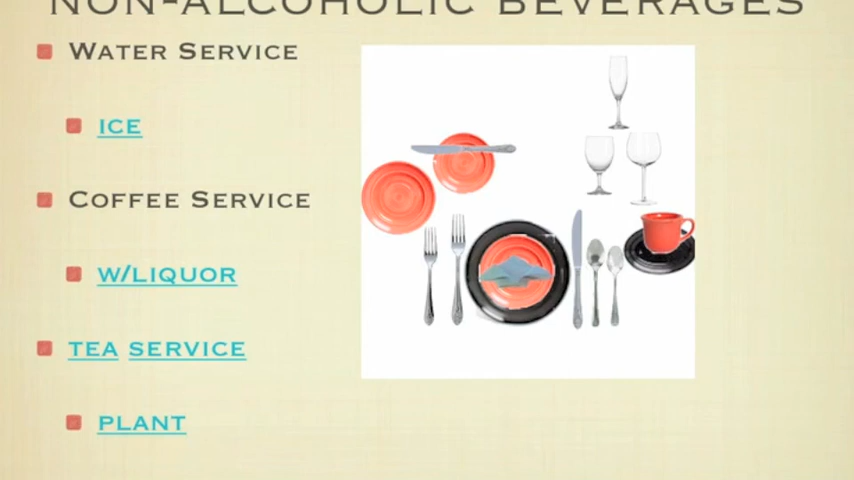 NON-ALCOHOLIC BEVERAGES
WATER SERVICE
ICE
COFFEE SERVICE
W/LIQUOR
TEA SERVICE
PLANT